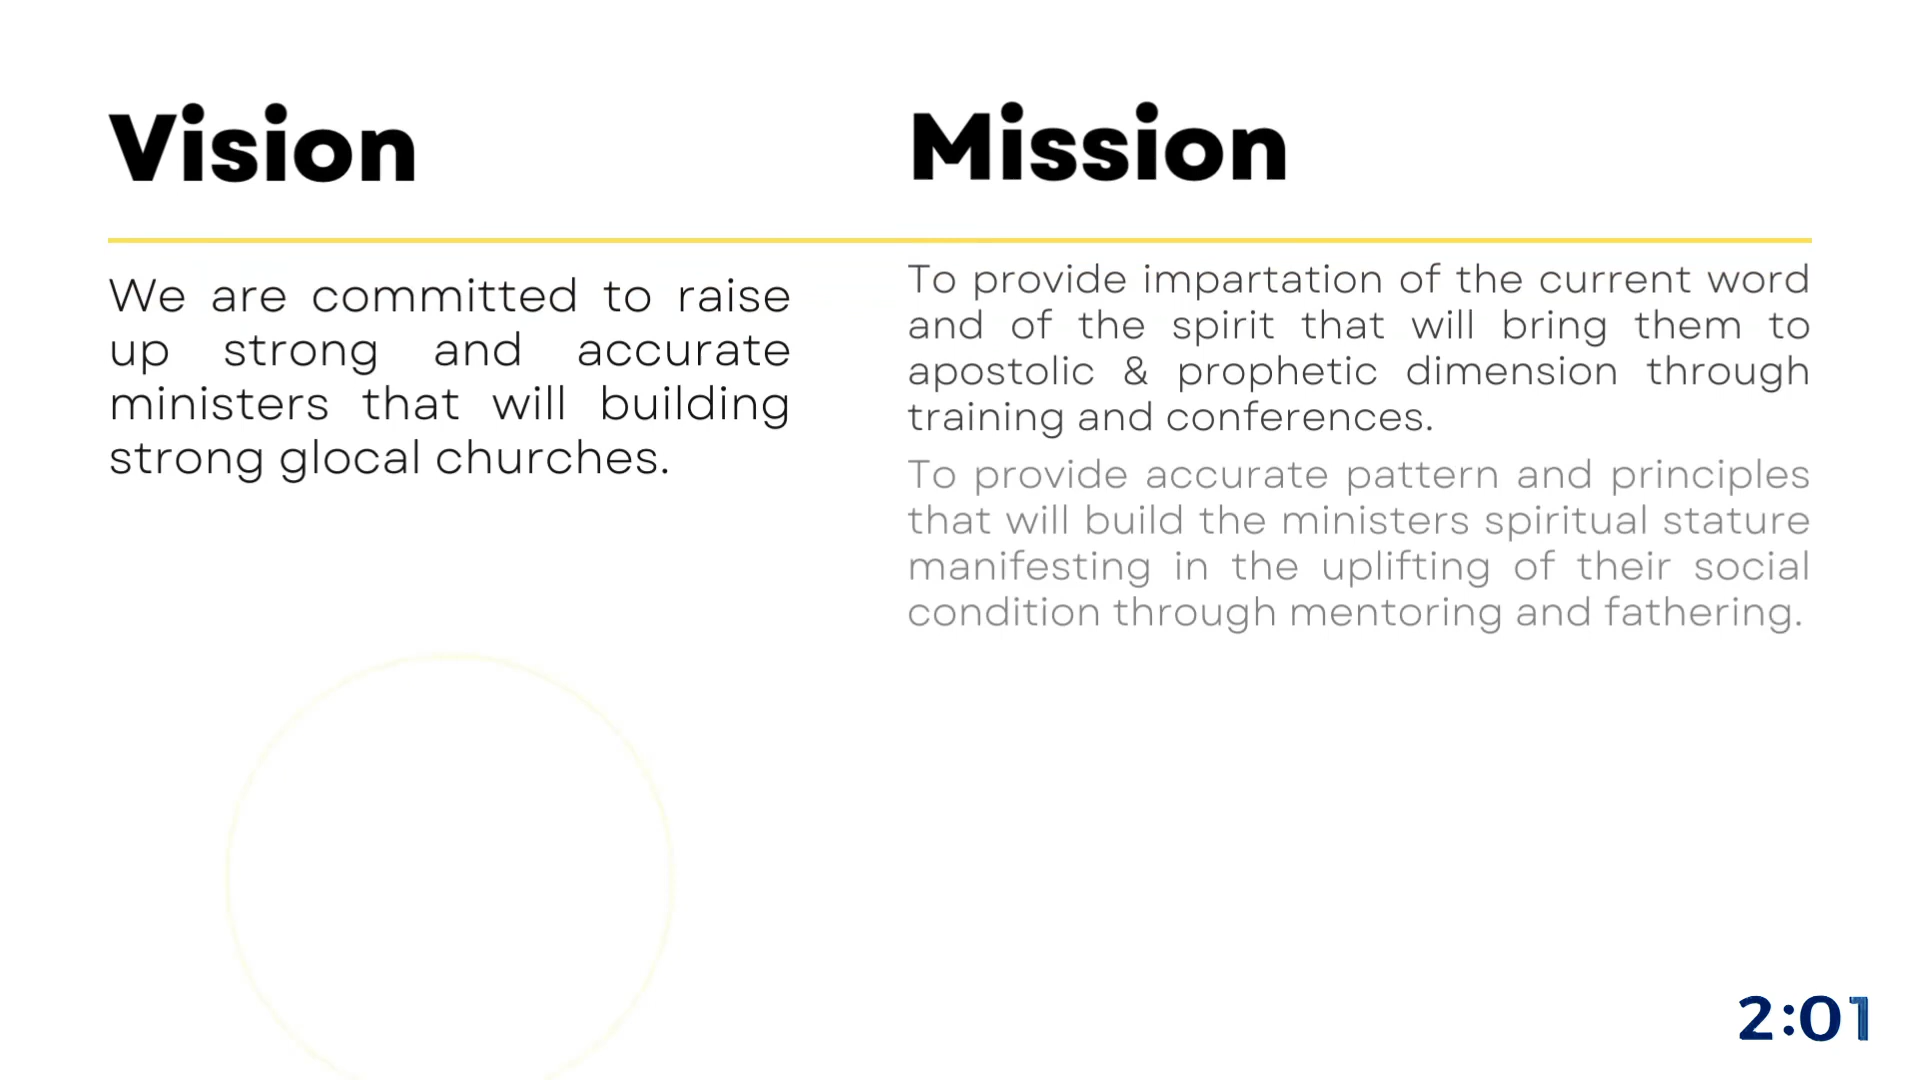 Vision
We are committed to raise
up strong and accurate
ministers that will building
strong glocal churches.
Mission
To provide impartation of the current word
and of the spirit that will bring them to
apostolic & prophetic dimension through
training and conferences.
To provide accurate pattern and principles
that will build the ministers spiritual stature
manifesting in the uplifting of their social
condition through mentoring and fathering.
2:01